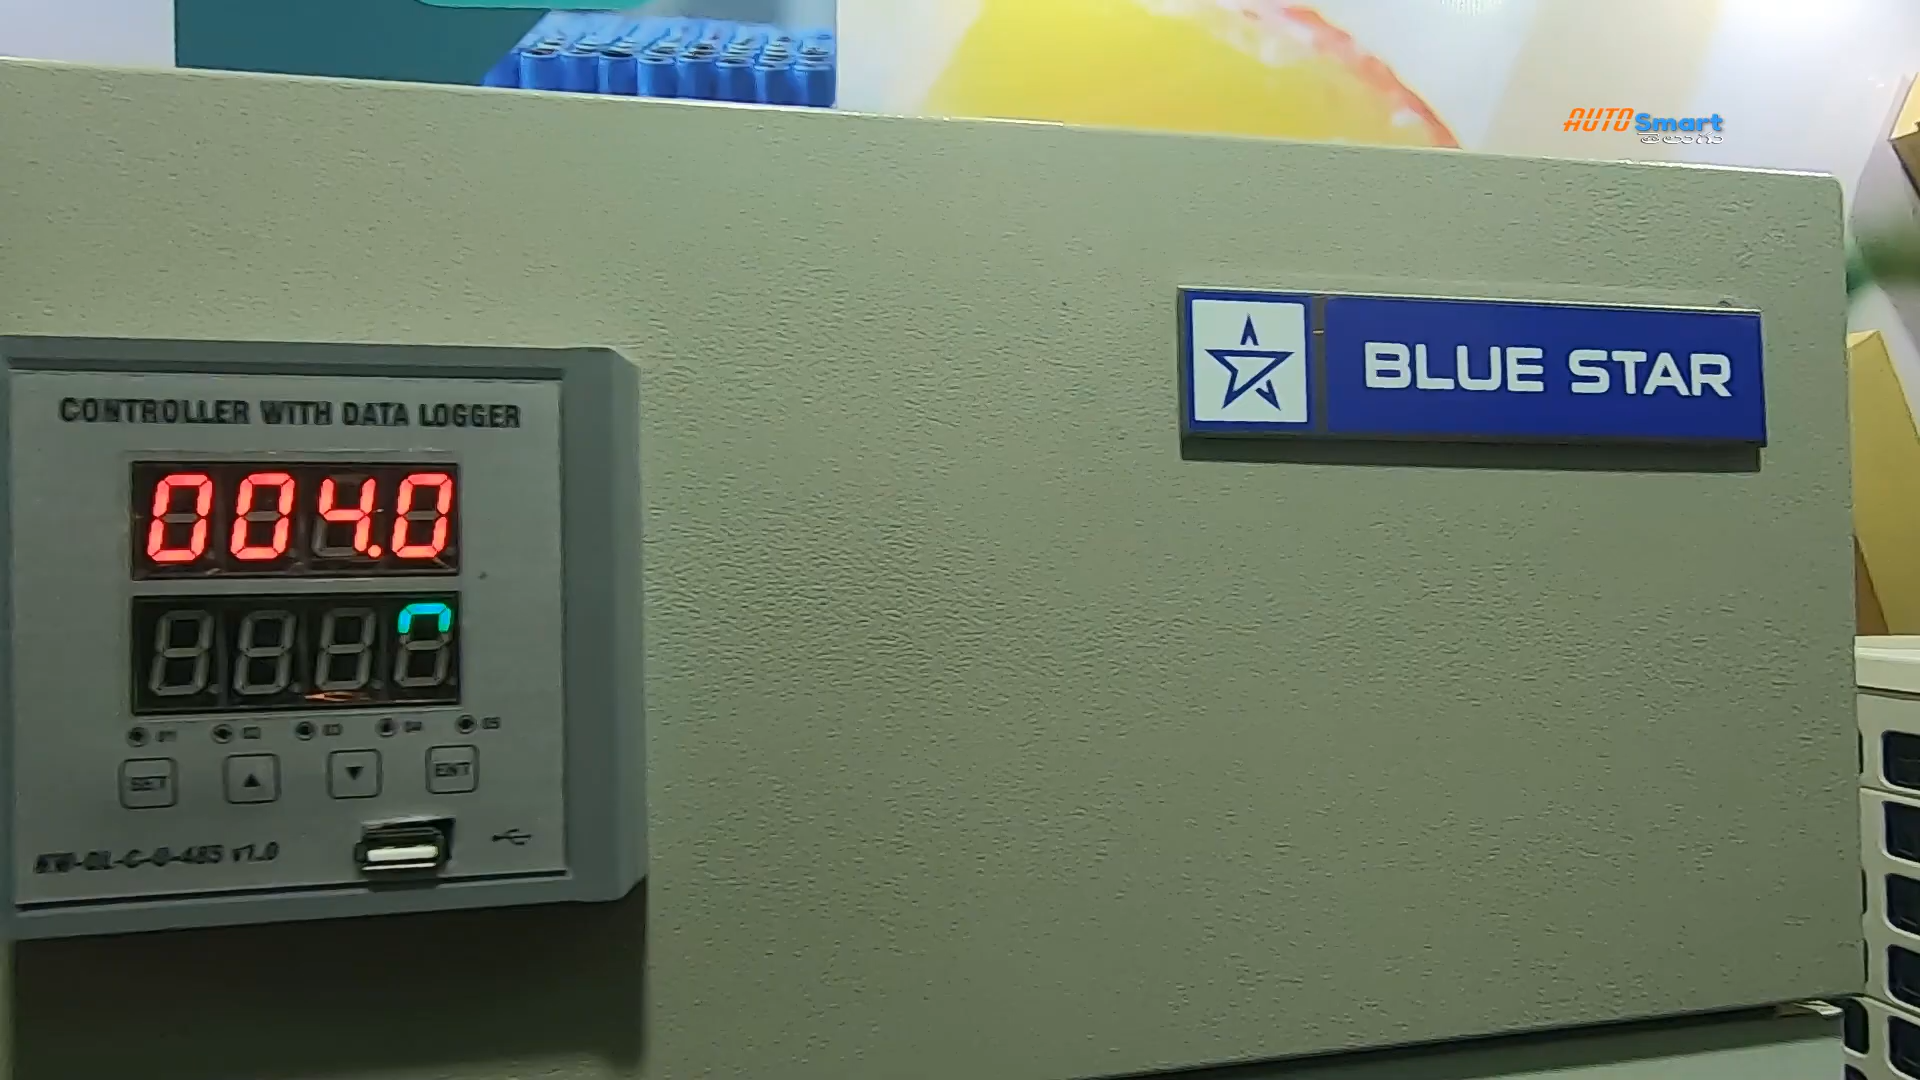 AUTO Smart
తెలుగు
BLUE STAR
CONTROLLER WITH DATA LOGGER
004.0
SET
ENT